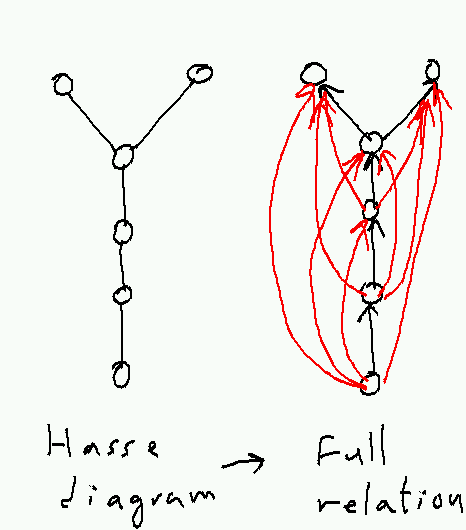 Hasse
diagram
→
Full
relation